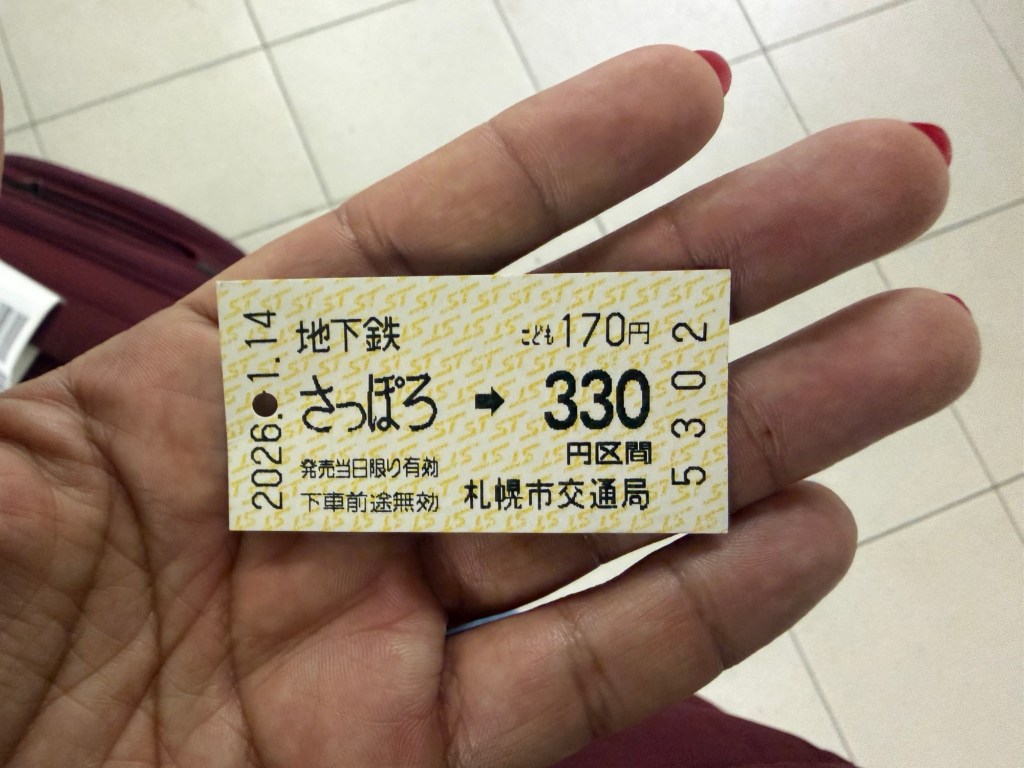 地下鉄 こども170円
さっぽろ ➡ 330
円区間
発売当日限り有効
下車前途無効 札幌市交通局
2026.1.14
5302